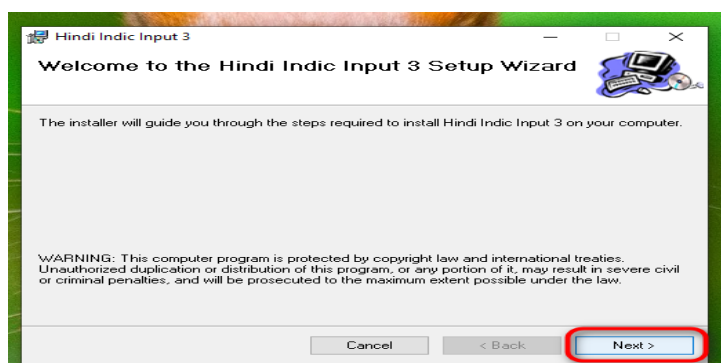 Hindi Indic Input 3
Welcome to the Hindi Indic Input 3 Setup Wizard
The installer will guide you through the steps required to install Hindi Indic Input 3 on your computer.
WARNING: This computer program is protected by copyright law and international treaties.
Unauthorized duplication or distribution of this program, or any portion of it, may result in severe civil
or criminal penalties, and will be prosecuted to the maximum extent possible under the law.
Cancel < Back Next >